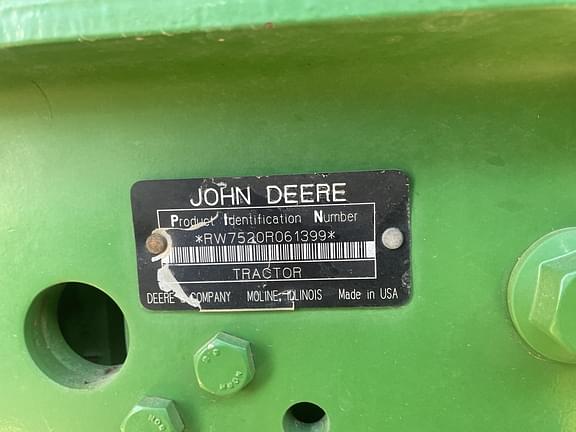 JOHN DEERE
Product Identification Number
*RW7520R061399*
TRACTOR
DEERE & COMPANY MOLINE, ILLINOIS Made in USA